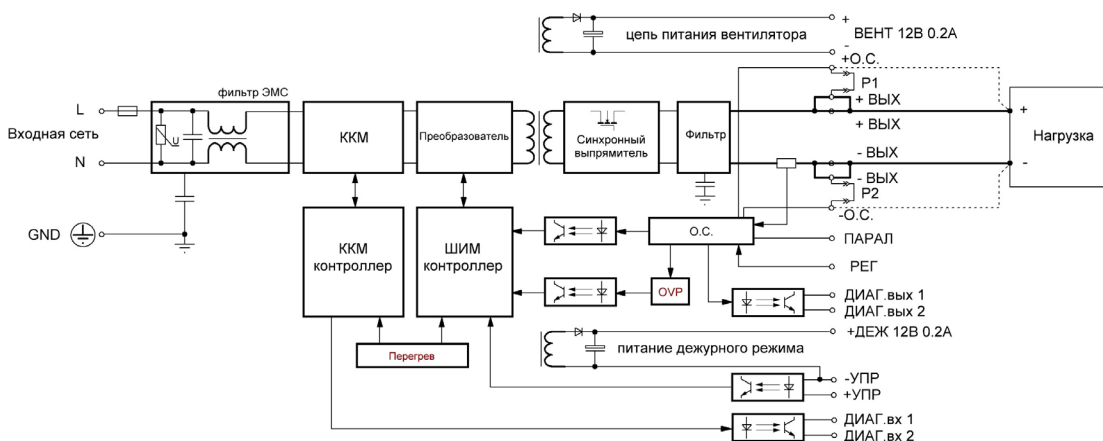 +
цепь питания вентилятора
ВЕНТ 12В 0.2А
-
+О.С.
фильтр ЭМС
Р1
L
+ ВЫХ
Входная сеть
U
ККМ
Преобразователь
Синхронный
выпрямитель
Фильтр
+ ВЫХ
+
Нагрузка
- ВЫХ
-
N
- ВЫХ
Р2
-О.С.
GND
ККМ
контроллер
ШИМ
контроллер
О.С.
ПАРАЛ
РЕГ
OVP
ДИАГ.вых 1
ДИАГ.вых 2
+ДЕЖ 12В 0.2А
питание дежурного режима
Перегрев
-УПР
+УПР
ДИАГ.вх 1
ДИАГ.вх 2